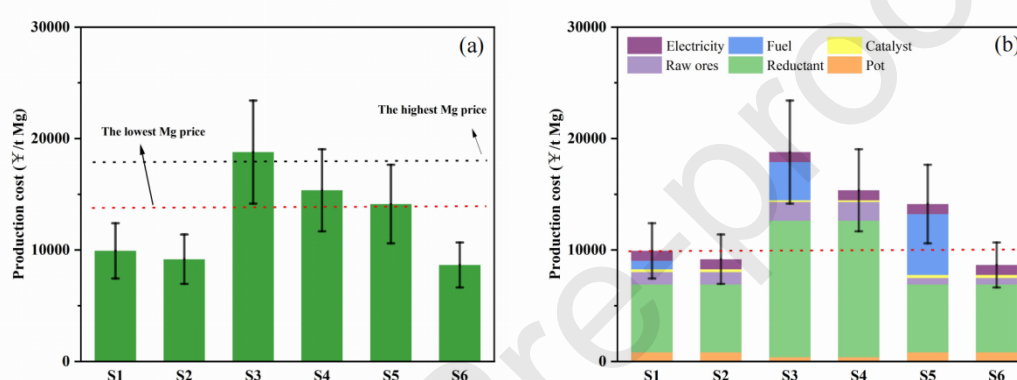 30000
20000
10000
0
Production cost (¥/t Mg)
(a)
The highest Mg price
The lowest Mg price
S1 S2 S3 S4 S5 S6
30000
20000
10000
0
Production cost (¥/t Mg)
(b)
Electricity Fuel Catalyst
Raw ores Reductant Pot
S1 S2 S3 S4 S5 S6
re-proo